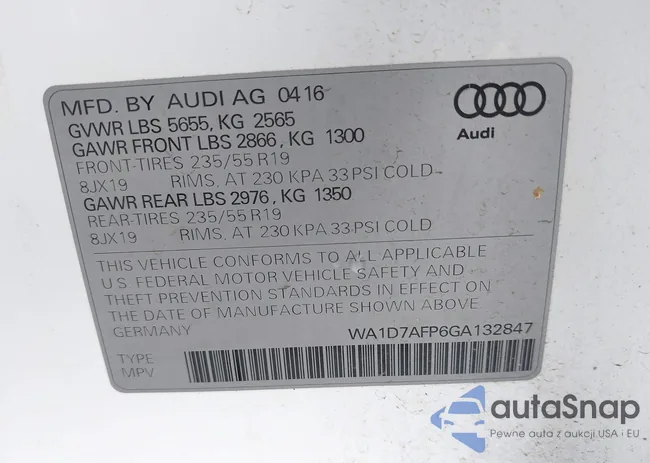 MFD. BY AUDI AG 0416
GVWR LBS 5655, KG 2565
GAWR FRONT LBS 2866, KG 1300
FRONT-TIRES 235/55 R19
8JX19 RIMS, AT 230 KPA 33 PSI COLD
GAWR REAR LBS 2976, KG 1350
REAR-TIRES 235/55 R19
8JX19 RIMS, AT 230 KPA 33 PSI COLD
Audi
THIS VEHICLE CONFORMS TO ALL APPLICABLE
U.S. FEDERAL MOTOR VEHICLE SAFETY AND
THEFT PREVENTION STANDARDS IN EFFECT ON
THE DATE OF MANUFACTURE SHOWN ABOVE
GERMANY WA1D7AFP6GA132847
TYPE
MPV
autoSnap
Pewne auta z aukcji USA i EU